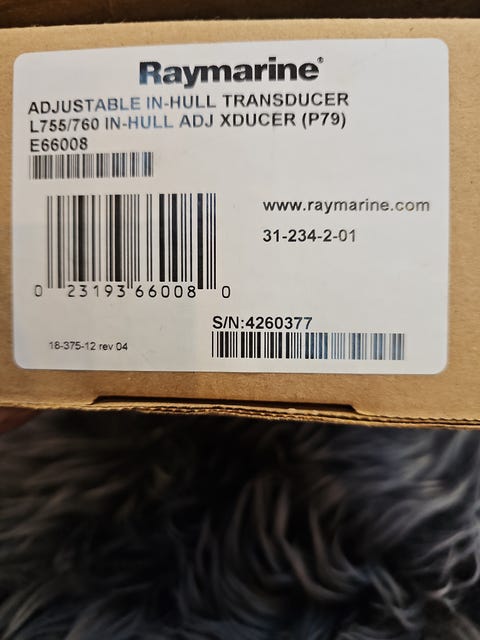 Raymarine®
ADJUSTABLE IN-HULL TRANSDUCER
L755/760 IN-HULL ADJ XDUCER (P79)
E66008
www.raymarine.com
31-234-2-01
0 23193 66008 0
S/N:4260377
18-375-12 rev 04